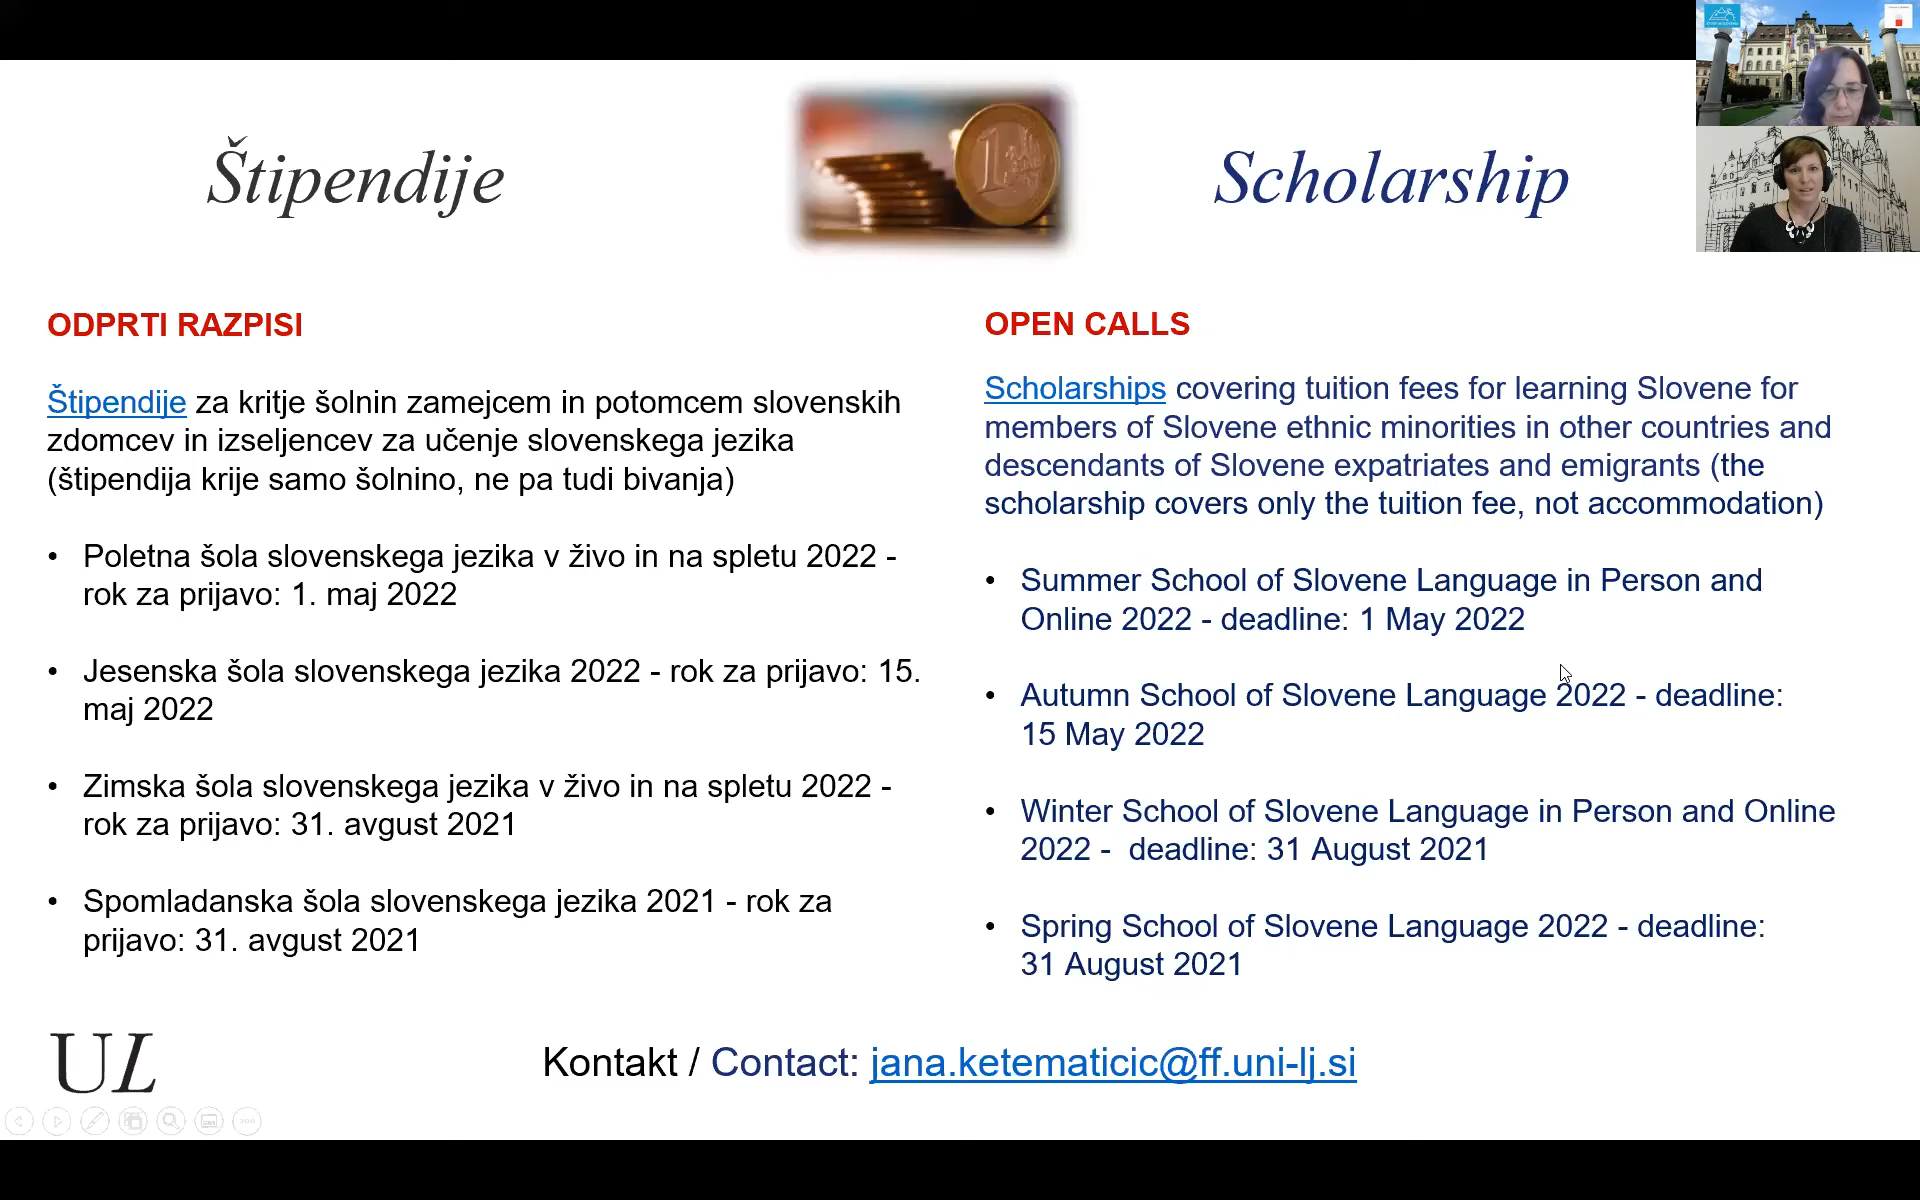 Štipendije
Scholarship
ODPRTI RAZPISI
Štipendije za kritje šolnin zamejcem in potomcem slovenskih
zdomcev in izseljencev za učenje slovenskega jezika
(štipendija krije samo šolnino, ne pa tudi bivanja)
• Poletna šola slovenskega jezika v živo in na spletu 2022 -
rok za prijavo: 1. maj 2022
• Jesenska šola slovenskega jezika 2022 - rok za prijavo: 15.
maj 2022
• Zimska šola slovenskega jezika v živo in na spletu 2022 -
rok za prijavo: 31. avgust 2021
• Spomladanska šola slovenskega jezika 2021 - rok za
prijavo: 31. avgust 2021
OPEN CALLS
Scholarships covering tuition fees for learning Slovene for
members of Slovene ethnic minorities in other countries and
descendants of Slovene expatriates and emigrants (the
scholarship covers only the tuition fee, not accommodation)
• Summer School of Slovene Language in Person and
Online 2022 - deadline: 1 May 2022
• Autumn School of Slovene Language 2022 - deadline:
15 May 2022
• Winter School of Slovene Language in Person and Online
2022 -  deadline: 31 August 2021
• Spring School of Slovene Language 2022 - deadline:
31 August 2021
UL
Kontakt / Contact: jana.ketematicic@ff.uni-lj.si